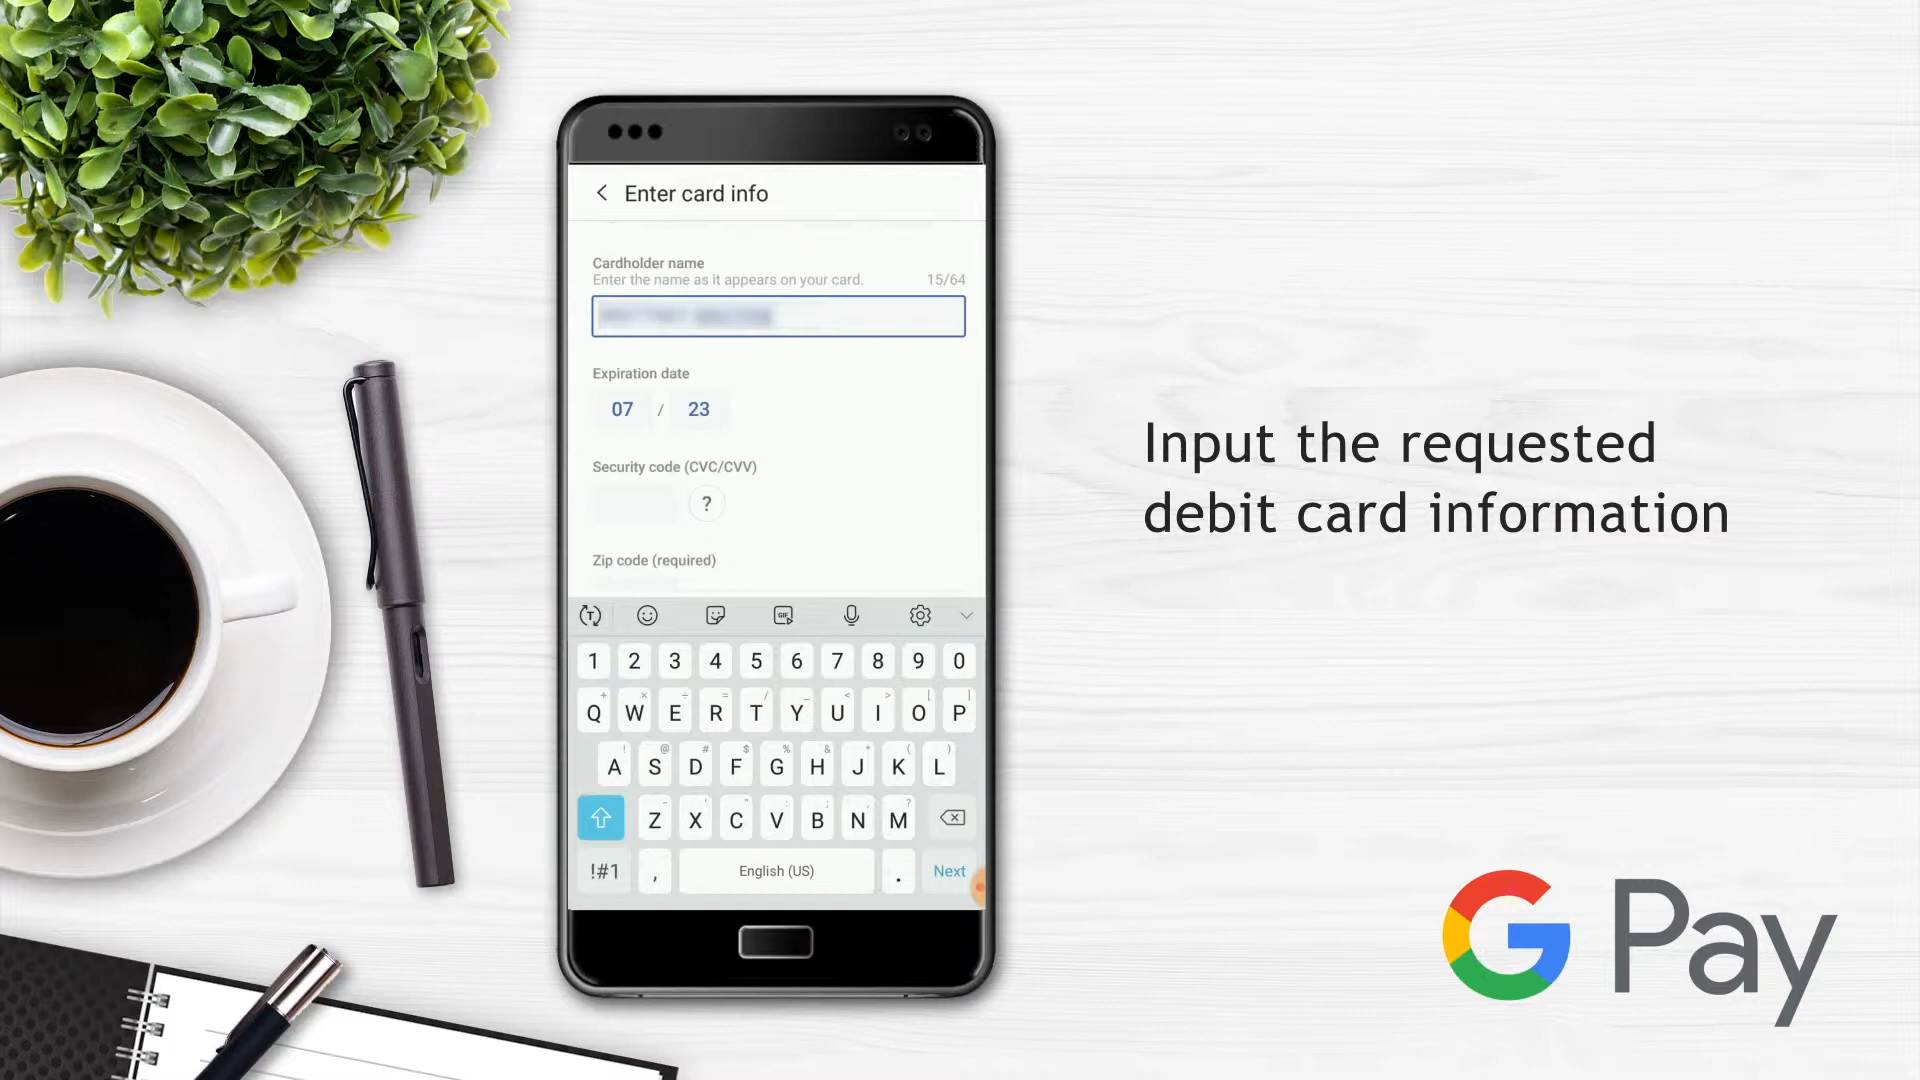 Enter card info
Cardholder name
Enter the name as it appears on your card. 15/64
Expiration date
07 / 23
Security code (CVC/CVV)
?
Zip code (required)
GIF
1 2 3 4 5 6 7 8 9 0
Q W E R T Y U I O P
A S D F G H J K L
Z X C V B N M
!#1 , English (US) . Next
Input the requested
debit card information
G Pay